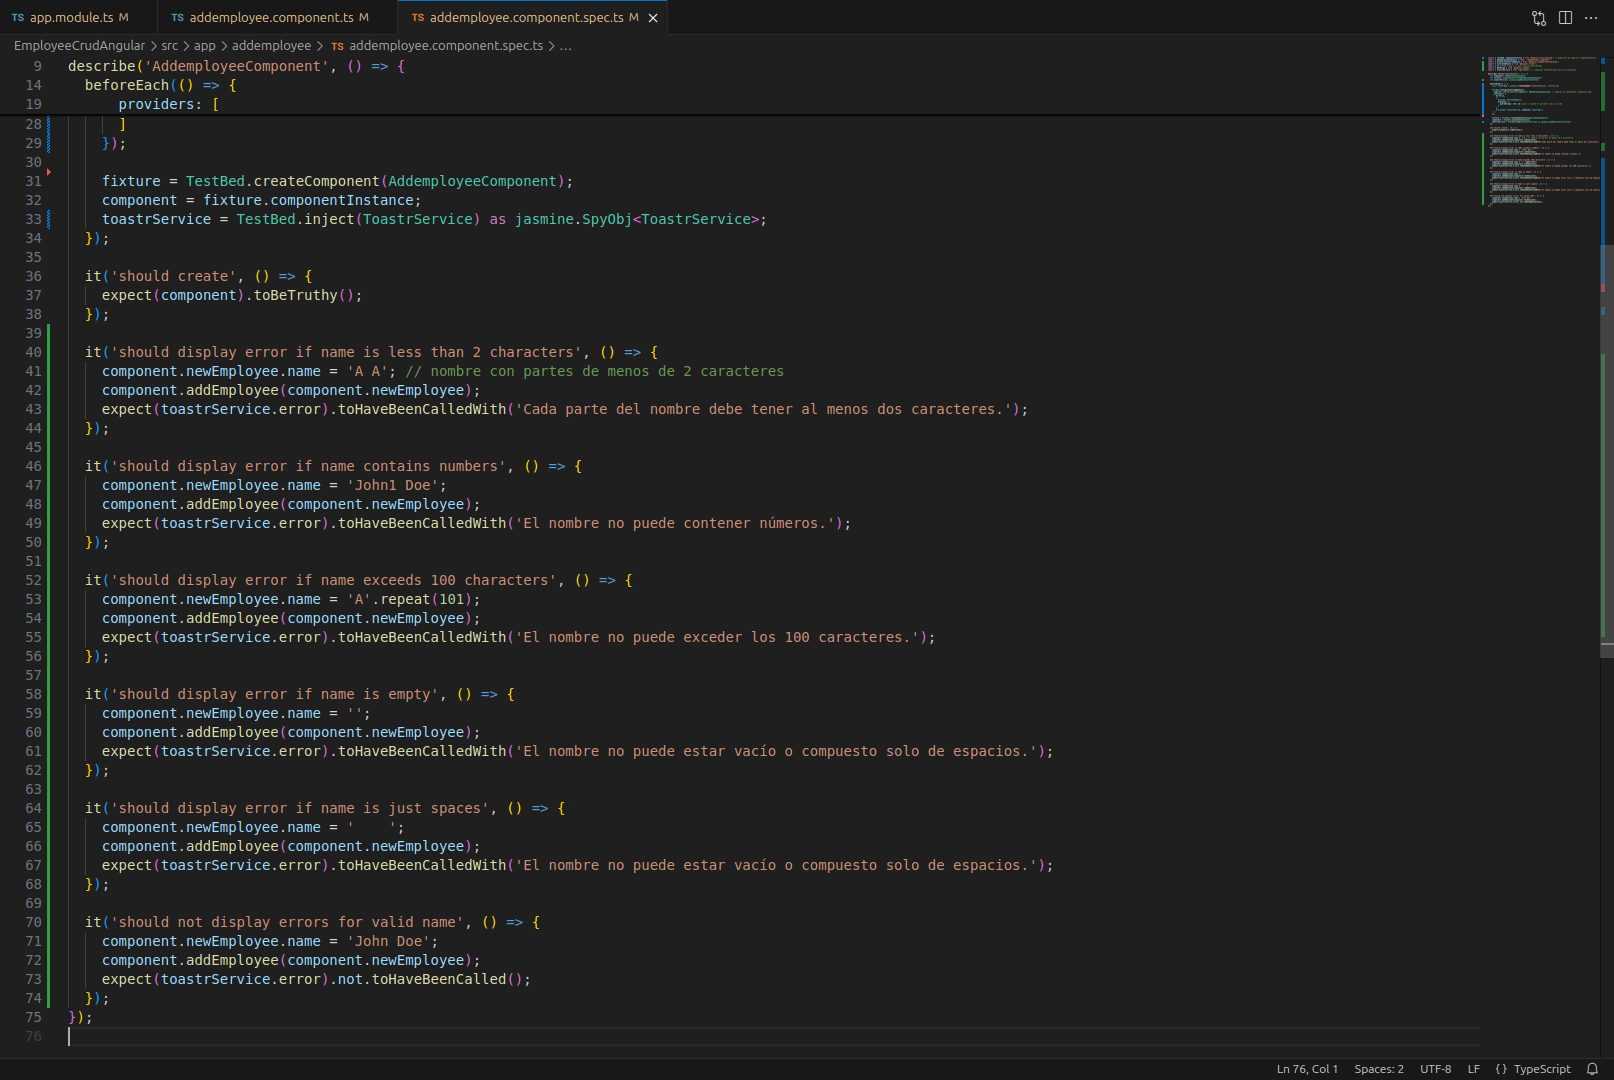 TS app.module.ts M
TS addemployee.component.ts M
TS addemployee.component.spec.ts M ×
EmployeeCrudAngular > src > app > addemployee > TS addemployee.component.spec.ts > ...
9 describe('AddemployeeComponent', () => {
14 beforeEach(() => {
19 providers: [
28 ]
29 });
30
31 fixture = TestBed.createComponent(AddemployeeComponent);
32 component = fixture.componentInstance;
33 toastrService = TestBed.inject(ToastrService) as jasmine.SpyObj<ToastrService>;
34 });
35
36 it('should create', () => {
37 expect(component).toBeTruthy();
38 });
39
40 it('should display error if name is less than 2 characters', () => {
41 component.newEmployee.name = 'A A'; // nombre con partes de menos de 2 caracteres
42 component.addEmployee(component.newEmployee);
43 expect(toastrService.error).toHaveBeenCalledWith('Cada parte del nombre debe tener al menos dos caracteres.');
44 });
45
46 it('should display error if name contains numbers', () => {
47 component.newEmployee.name = 'John1 Doe';
48 component.addEmployee(component.newEmployee);
49 expect(toastrService.error).toHaveBeenCalledWith('El nombre no puede contener números.');
50 });
51
52 it('should display error if name exceeds 100 characters', () => {
53 component.newEmployee.name = 'A'.repeat(101);
54 component.addEmployee(component.newEmployee);
55 expect(toastrService.error).toHaveBeenCalledWith('El nombre no puede exceder los 100 caracteres.');
56 });
57
58 it('should display error if name is empty', () => {
59 component.newEmployee.name = '';
60 component.addEmployee(component.newEmployee);
61 expect(toastrService.error).toHaveBeenCalledWith('El nombre no puede estar vacío o compuesto solo de espacios.');
62 });
63
64 it('should display error if name is just spaces', () => {
65 component.newEmployee.name = '    ';
66 component.addEmployee(component.newEmployee);
67 expect(toastrService.error).toHaveBeenCalledWith('El nombre no puede estar vacío o compuesto solo de espacios.');
68 });
69
70 it('should not display errors for valid name', () => {
71 component.newEmployee.name = 'John Doe';
72 component.addEmployee(component.newEmployee);
73 expect(toastrService.error).not.toHaveBeenCalled();
74 });
75 });
76
Ln 76, Col 1 Spaces: 2 UTF-8 LF {} TypeScript